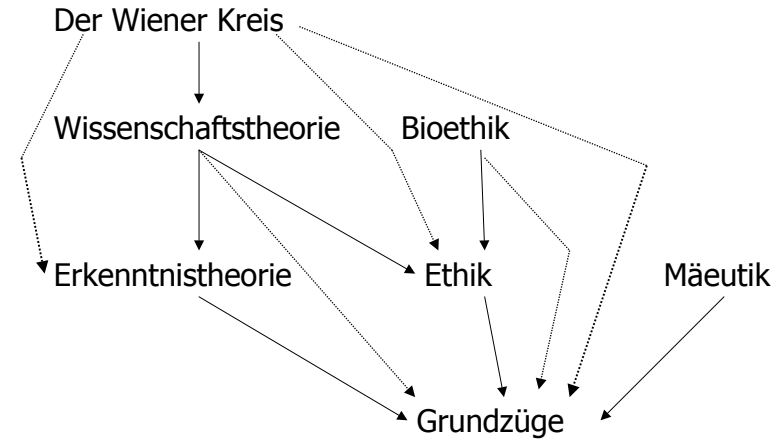 Der Wiener Kreis
Wissenschaftstheorie Bioethik
Erkenntnistheorie Ethik Mäeutik
Grundzüge